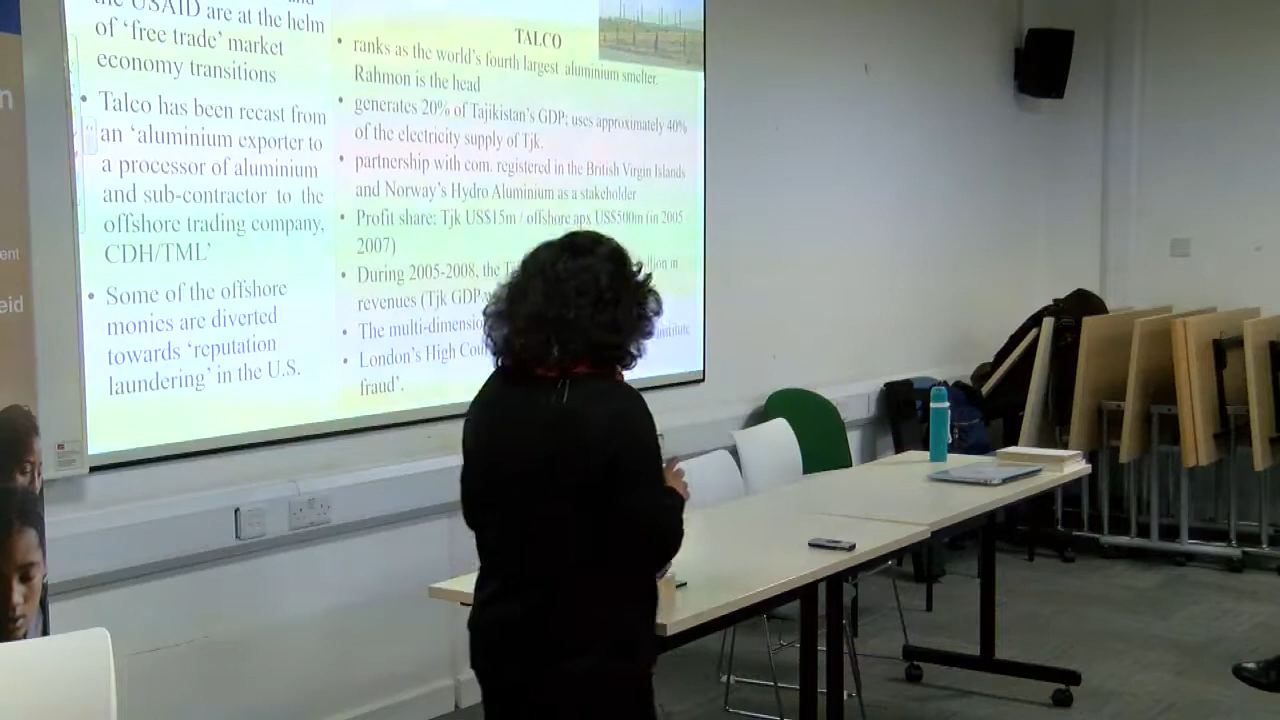 the USAID are at the helm
of ‘free trade’ market
economy transitions
• Talco has been recast from
an ‘aluminium exporter to
a processor of aluminium
and sub-contractor to the
offshore trading company,
CDH/TML’
• Some of the offshore
monies are diverted
towards ‘reputation
laundering’ in the U.S.
TALCO
• ranks as the world’s fourth largest aluminium smelter.
Rahmon is the head
• generates 20% of Tajikistan’s GDP; uses approximately 40%
of the electricity supply of Tjk.
• partnership with com. registered in the British Virgin Islands
and Norway’s Hydro Aluminium as a stakeholder
• Profit share: Tjk US$15m / offshore apx US$500m (in 2005
2007)
• During 2005-2008, the in
revenues (Tjk GDP
• The
• London’s High
fraud’.